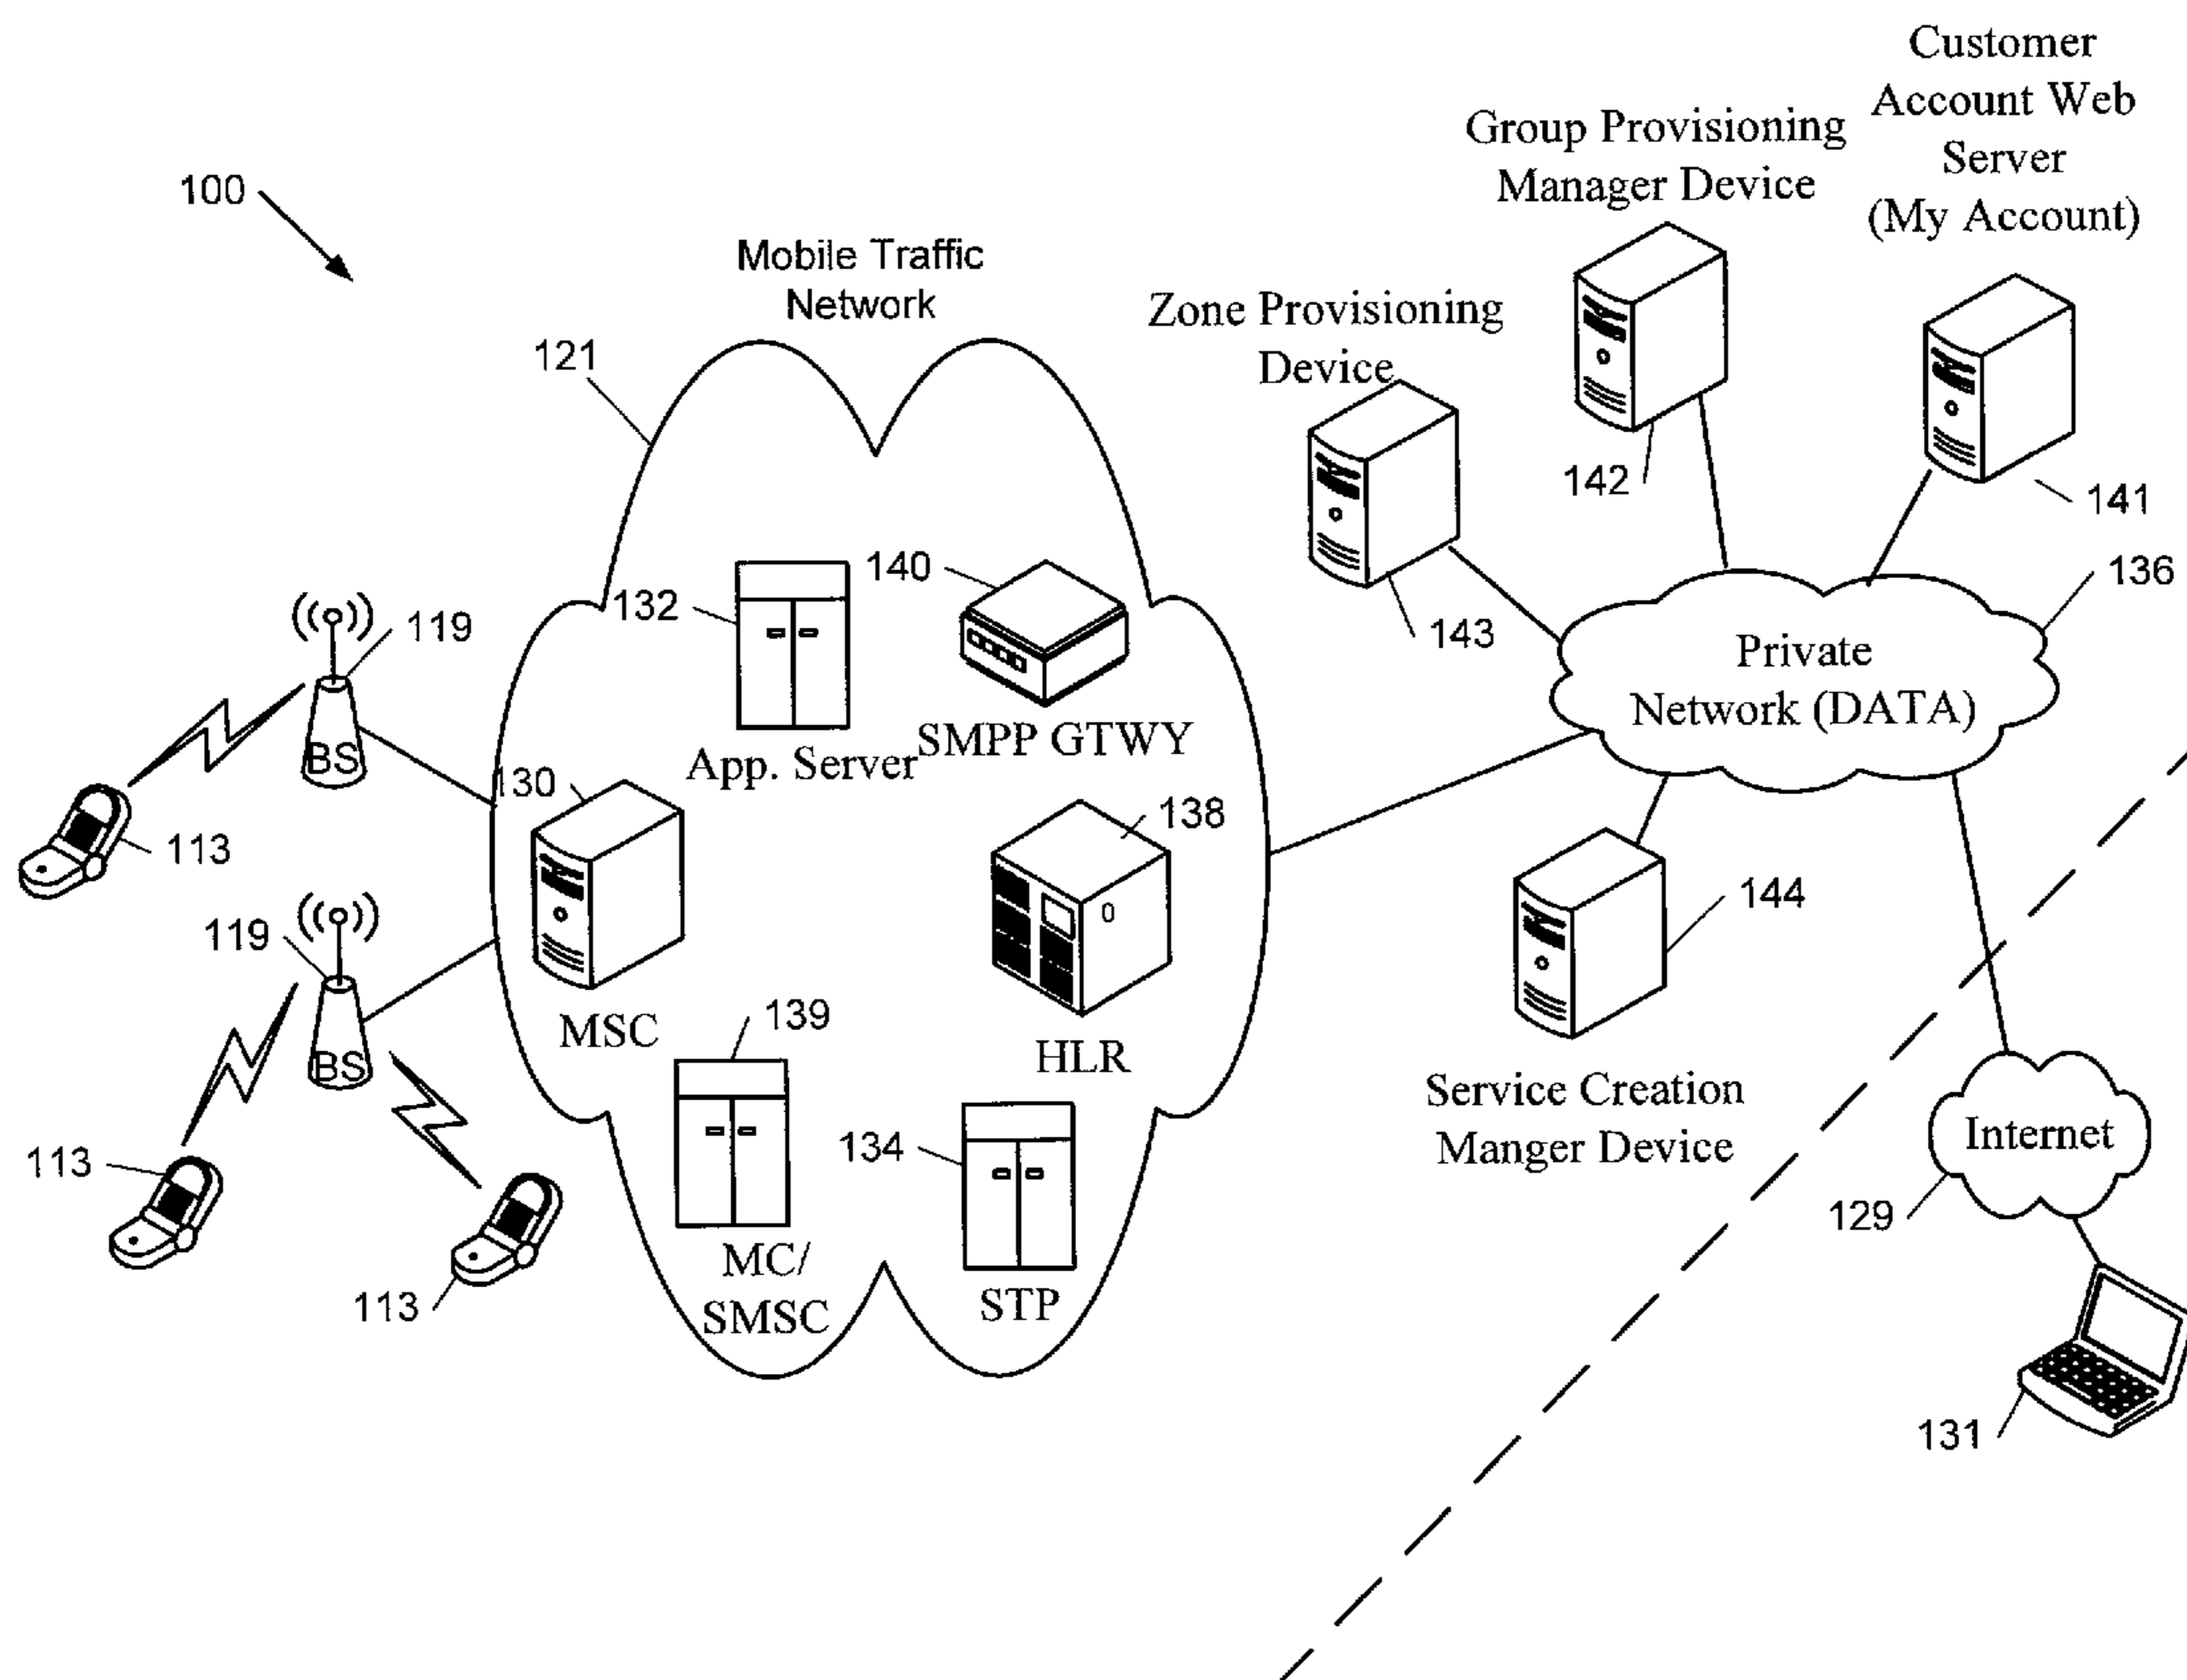 Customer
Account Web
Server
(My Account)
Group Provisioning
Manager Device
100
Mobile Traffic
Network
Zone Provisioning
Device
121
142
141
140
136
132
119
143
Private
Network (DATA)
SMPP GTWY
App. Server
BS
130
138
113
144
119
139
MSC
HLR
BS
Service Creation
Manger Device
Internet
134
113
129
MC/
SMSC
STP
113
131